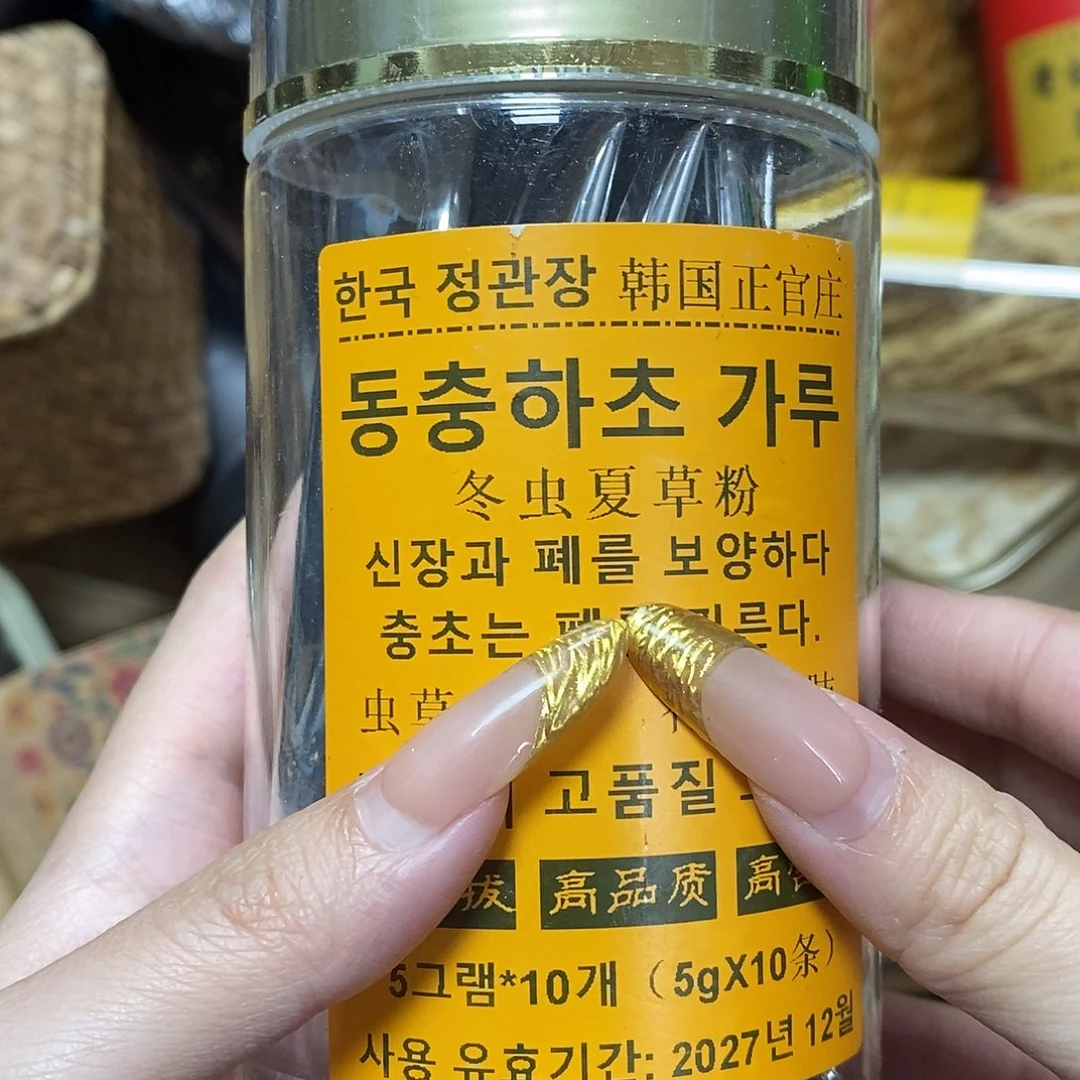 한국 정관장 韩国正官庄
동충하초 가루
冬虫夏草粉
신장과 폐를 보양하다
충초는
虫草
고품질
高品质
5그램*10개（5gX10条）
사용 유효기간: 2027년 12월